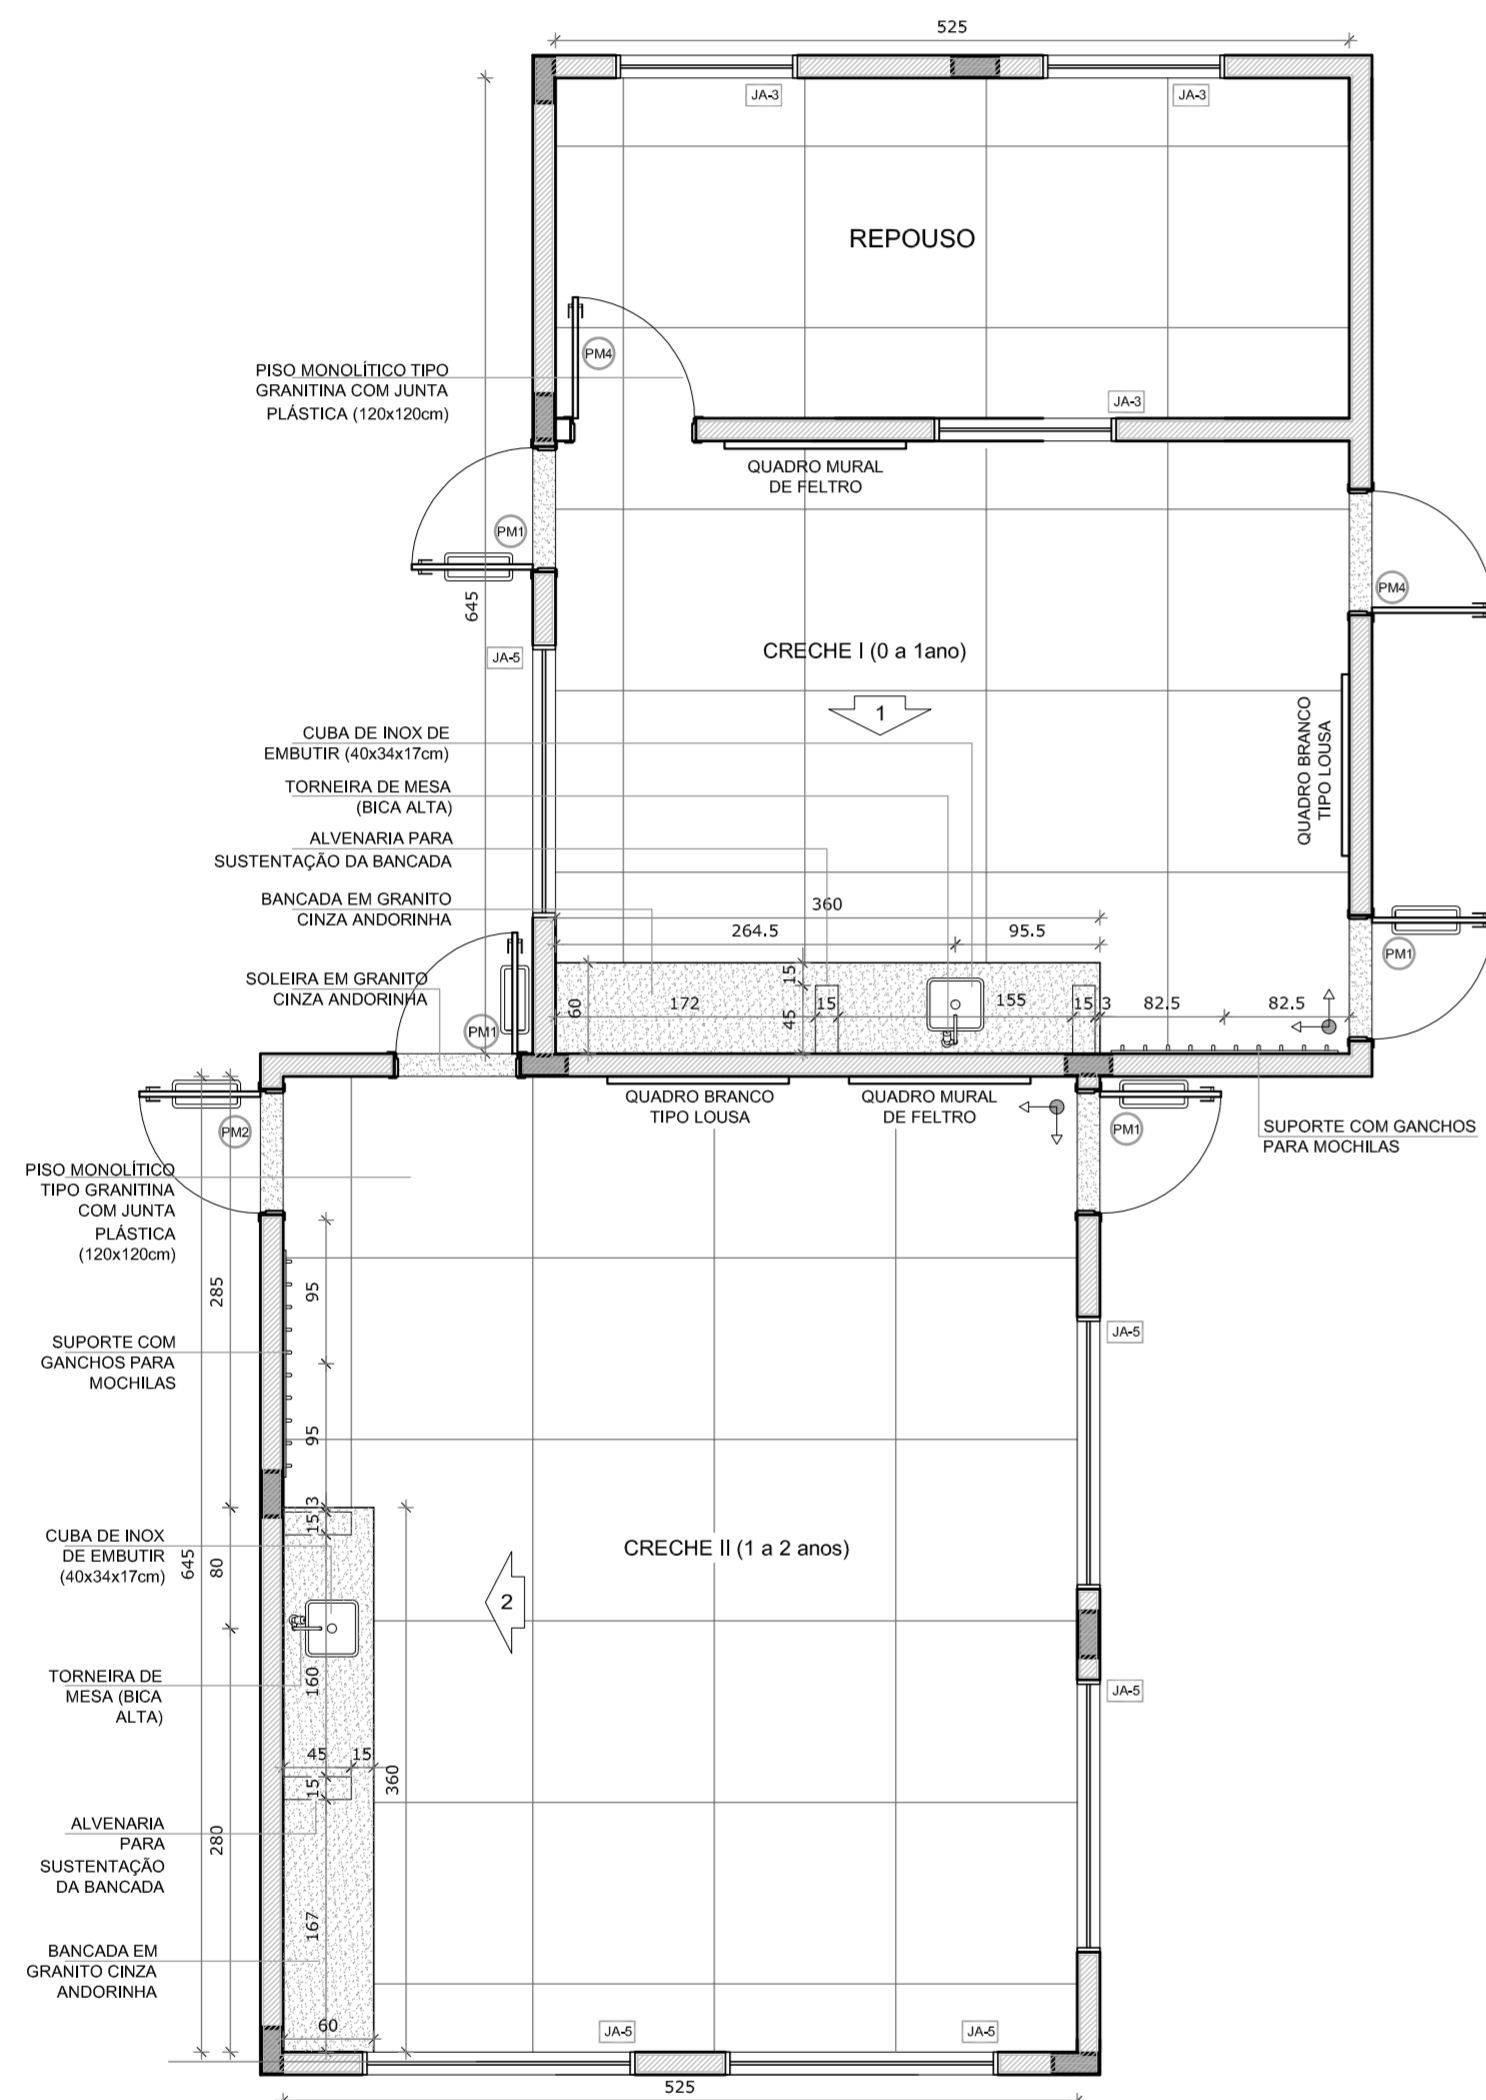 525
JA-3
JA-3
REPOUSO
PM4
PISO MONOLÍTICO TIPO
GRANITINA COM JUNTA
PLÁSTICA (120x120cm)
JA-3
QUADRO MURAL
DE FELTRO
PM1
PM4
645
JA-5
CRECHE I (0 a 1ano)
1
QUADRO BRANCO
TIPO LOUSA
CUBA DE INOX DE
EMBUTIR (40x34x17cm)
TORNEIRA DE MESA
(BICA ALTA)
ALVENARIA PARA
SUSTENTAÇÃO DA BANCADA
BANCADA EM GRANITO
CINZA ANDORINHA
360
264.5
95.5
PM1
SOLEIRA EM GRANITO
CINZA ANDORINHA
60
172
15
45
15
155
15
3
82.5
82.5
PM1
QUADRO BRANCO
TIPO LOUSA
QUADRO MURAL
DE FELTRO
PM2
PM1
SUPORTE COM GANCHOS
PARA MOCHILAS
PISO MONOLÍTICO
TIPO GRANITINA
COM JUNTA
PLÁSTICA
(120x120cm)
285
95
JA-5
SUPORTE COM
GANCHOS PARA
MOCHILAS
95
3
15
CUBA DE INOX
DE EMBUTIR
(40x34x17cm)
645
80
CRECHE II (1 a 2 anos)
2
TORNEIRA DE
MESA (BICA
ALTA)
160
JA-5
45
15
15
360
ALVENARIA
PARA
SUSTENTAÇÃO
DA BANCADA
280
167
BANCADA EM
GRANITO CINZA
ANDORINHA
60
JA-5
JA-5
525